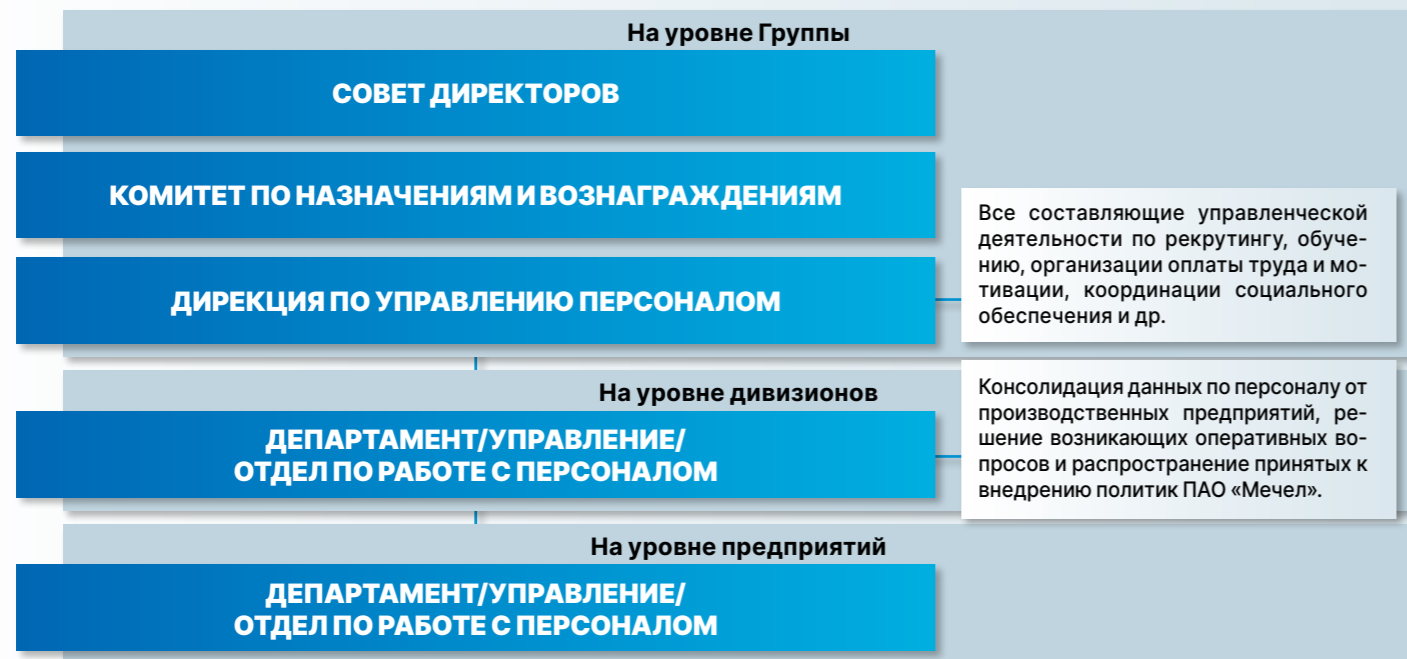 На уровне Группы
СОВЕТ ДИРЕКТОРОВ
КОМИТЕТ ПО НАЗНАЧЕНИЯМ И ВОЗНАГРАЖДЕНИЯМ
ДИРЕКЦИЯ ПО УПРАВЛЕНИЮ ПЕРСОНАЛОМ
Все составляющие управленческой
деятельности по рекрутингу, обуче-
нию, организации оплаты труда и мо-
тивации, координации социального
обеспечения и др.
На уровне дивизионов
ДЕПАРТАМЕНТ/УПРАВЛЕНИЕ/
ОТДЕЛ ПО РАБОТЕ С ПЕРСОНАЛОМ
Консолидация данных по персоналу от
производственных предприятий, ре-
шение возникающих оперативных во-
просов и распространение принятых к
внедрению политик ПАО «Мечел».
На уровне предприятий
ДЕПАРТАМЕНТ/УПРАВЛЕНИЕ/
ОТДЕЛ ПО РАБОТЕ С ПЕРСОНАЛОМ